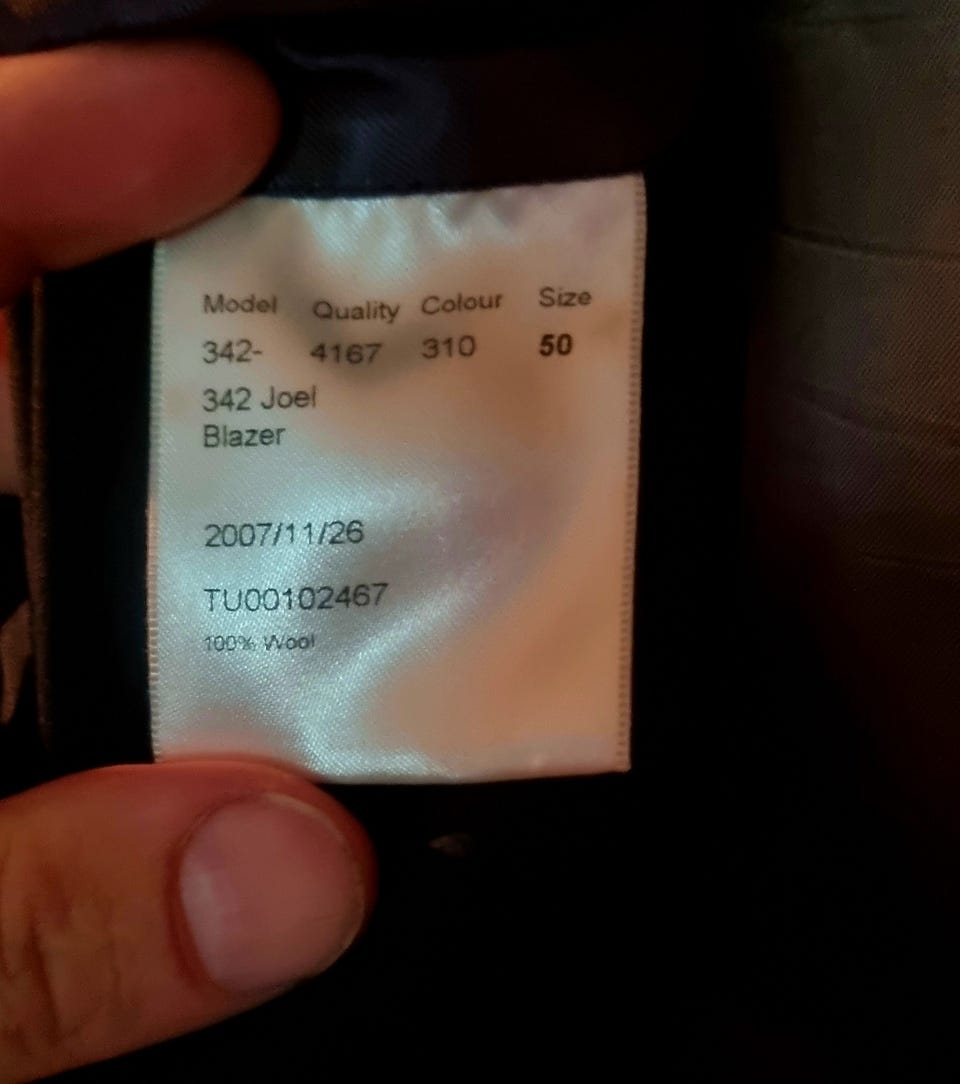 Model Quality Colour Size
342- 4167 310 50
342 Joel
Blazer
2007/11/26
TU00102467
100% Wool